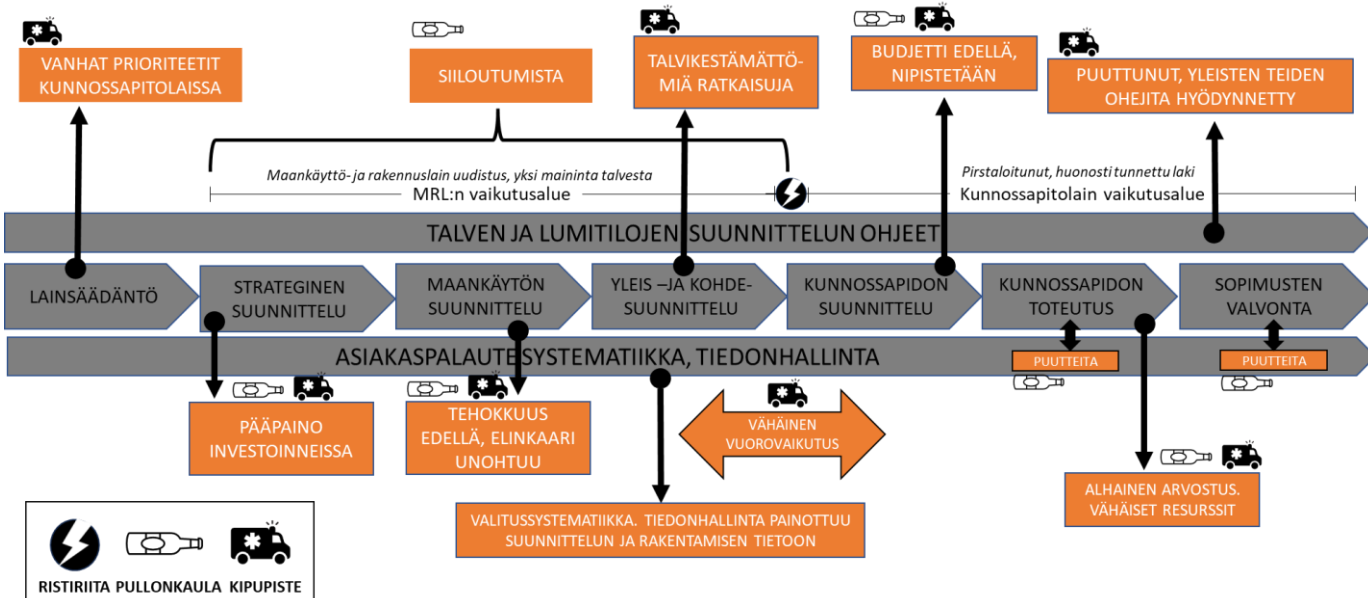 VANHAT PRIORITEETIT
KUNNOSSAPITOLAISSA
SIILOUTUMISTA
TALVIKESTÄMÄTTÖ-
MIÄ RATKAISUJA
BUDJETTI EDELLÄ,
NIPISTETÄÄN
PUUTTUNUT, YLEISTEN TEIDEN
OHEJITA HYÖDYNNETTY
Maankäyttö- ja rakennuslain uudistus, yksi maininta talvesta
MRL:n vaikutusalue
Pirstaloitunut, huonosti tunnettu laki
Kunnossapitolain vaikutusalue
TALVEN JA LUMITILOJEN SUUNNITTELUN OHJEET
LAINSÄÄDÄNTÖ
STRATEGINEN
SUUNNITTELU
MAANKÄYTÖN
SUUNNITTELU
YLEIS –JA KOHDE-
SUUNNITTELU
KUNNOSSAPIDON
SUUNNITTELU
KUNNOSSAPIDON
TOTEUTUS
SOPIMUSTEN
VALVONTA
ASIAKASPALAUTESYSTEMATIIKKA, TIEDONHALLINTA
PUUTTEITA
PUUTTEITA
PÄÄPAINO
INVESTOINNEISSA
TEHOKKUUS
EDELLÄ, ELINKAARI
UNOHTUU
VÄHÄINEN
VUOROVAIKUTUS
VALITUSSYSTEMATIIKKA. TIEDONHALLINTA PAINOTTUU
SUUNNITTELUN JA RAKENTAMISEN TIETOON
ALHAINEN ARVOSTUS.
VÄHÄISET RESURSSIT
RISTIRIITA PULLONKAULA KIPUPISTE